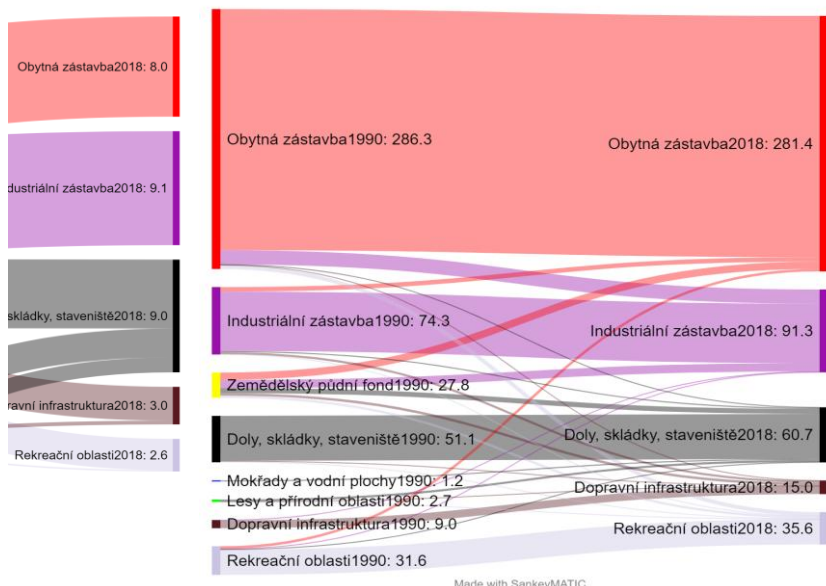 Obytná zástavba2018: 8.0
dustriální zástavba2018: 9.1
skládky, staveniště2018: 9.0
pravní infrastruktura2018: 3.0
Rekreační oblasti2018: 2.6
Obytná zástavba1990: 286.3
Industriální zástavba1990: 74.3
Zemědělský půdní fond1990: 27.8
Doly, skládky, staveniště1990: 51.1
Mokřady a vodní plochy1990: 1.2
Lesy a přírodní oblasti1990: 2.7
Dopravní infrastruktura1990: 9.0
Rekreační oblasti1990: 31.6
Obytná zástavba2018: 281.4
Industriální zástavba2018: 91.3
Doly, skládky, staveniště2018: 60.7
Dopravní infrastruktura2018: 15.0
Rekreační oblasti2018: 35.6
Made with SankeyMATIC